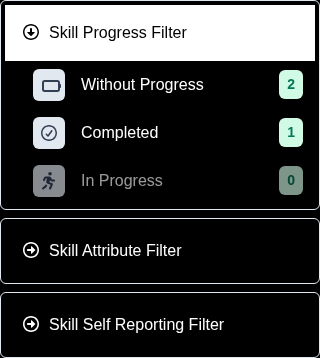 Skill Progress Filter
Without Progress 2
Completed 1
In Progress 0
Skill Attribute Filter
Skill Self Reporting Filter